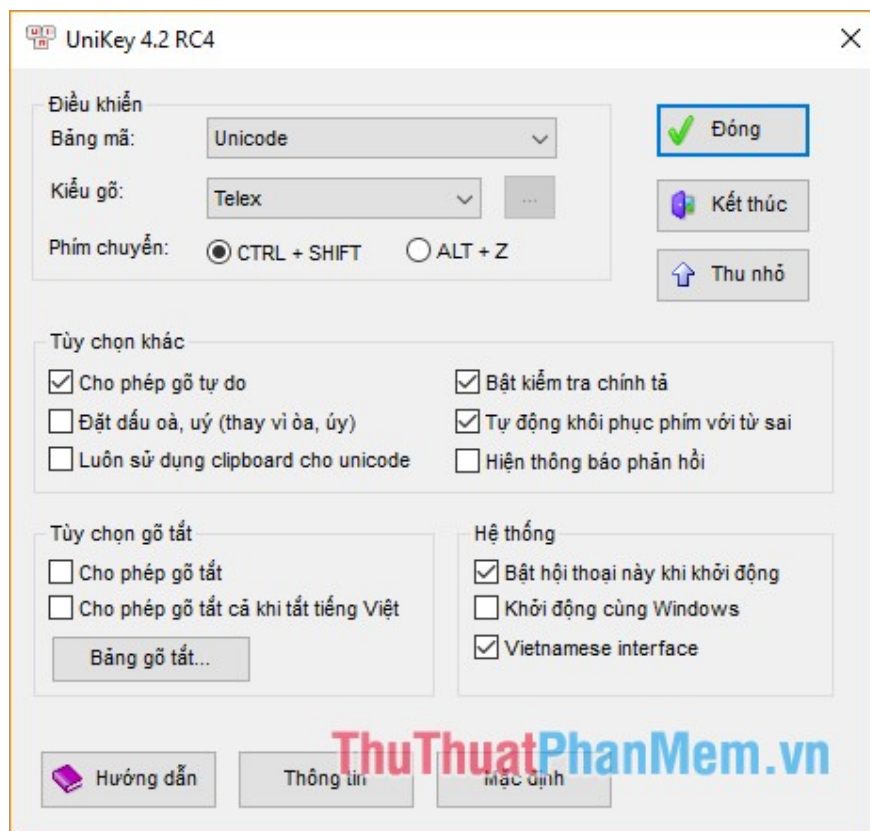 UniKey 4.2 RC4
Điều khiển
Bảng mã: Unicode
Kiểu gõ: Telex ...
Phím chuyển: CTRL + SHIFT ALT + Z
Đóng
Kết thúc
Thu nhỏ
Tùy chọn khác
Cho phép gõ tự do
Đặt dấu oà, uý (thay vì òa, úy)
Luôn sử dụng clipboard cho unicode
Bật kiểm tra chính tả
Tự động khôi phục phím với từ sai
Hiện thông báo phản hồi
Tùy chọn gõ tắt
Cho phép gõ tắt
Cho phép gõ tắt cả khi tắt tiếng Việt
Bảng gõ tắt...
Hệ thống
Bật hội thoại này khi khởi động
Khởi động cùng Windows
Vietnamese interface
ThuThuatPhanMem.vn
Hướng dẫn
Thông tin
Mặc định